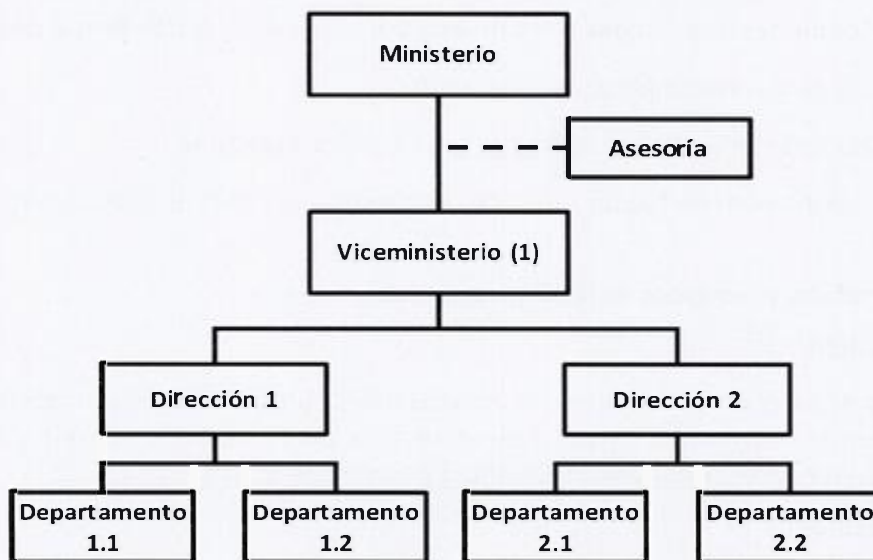 Ministerio
Asesoría
Viceministerio (1)
Dirección 1
Dirección 2
Departamento
1.1
Departamento
1.2
Departamento
2.1
Departamento
2.2